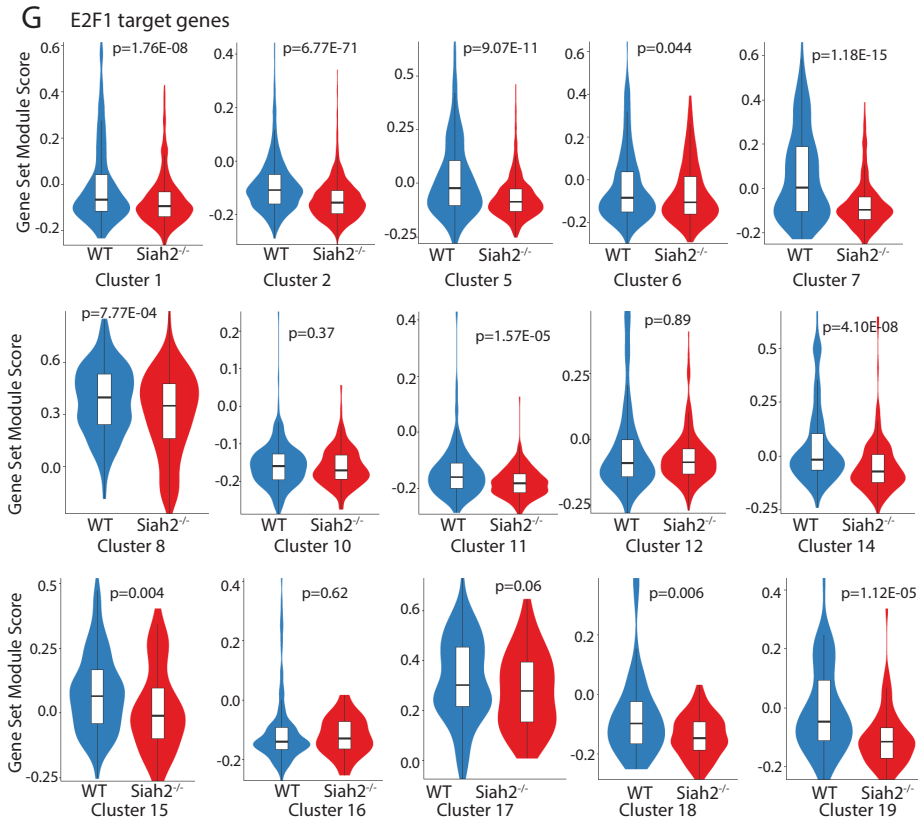 G E2F1 target genes
Gene Set Module Score
0.6
0.4
0.2
0.0
-0.2
p=1.76E-08
WT Siah2-/-
Cluster 1
0.4
0.2
0.0
-0.2
p=6.77E-71
WT Siah2-/-
Cluster 2
0.5
0.0
-0.25
p=9.07E-11
WT Siah2-/-
Cluster 5
0.6
0.4
0.2
-0.0
-0.2
p=0.044
WT Siah2-/-
Cluster 6
0.6
0.4
0.2
0.0
-0.2
p=1.18E-15
WT Siah2-/-
Cluster 7
Gene Set Module Score
0.6
0.3
0.0
p=7.77E-04
WT Siah2-/-
Cluster 8
0.2
0.1
0.0
-0.1
-0.2
p=0.37
WT Siah2-/-
Cluster 10
0.4
0.2
0.0
-0.2
p=1.57E-05
WT Siah2-/-
Cluster 11
0.25
-0.0
-0.25
p=0.89
WT Siah2-/-
Cluster 12
0.5
0.0
-0.25
p=4.10E-08
WT Siah2-/-
Cluster 14
Gene Set Module Score
0.5
0.25
0.0
-0.25
p=0.004
WT Siah2-/-
Cluster 15
0.4
0.2
0.0
-0.2
p=0.62
WT Siah2-/-
Cluster 16
0.6
0.4
0.2
0.0
p=0.06
WT Siah2-/-
Cluster 17
0.2
-0.0
-0.2
p=0.006
WT Siah2-/-
Cluster 18
0.4
0.2
0.0
-0.2
p=1.12E-05
WT Siah2-/-
Cluster 19